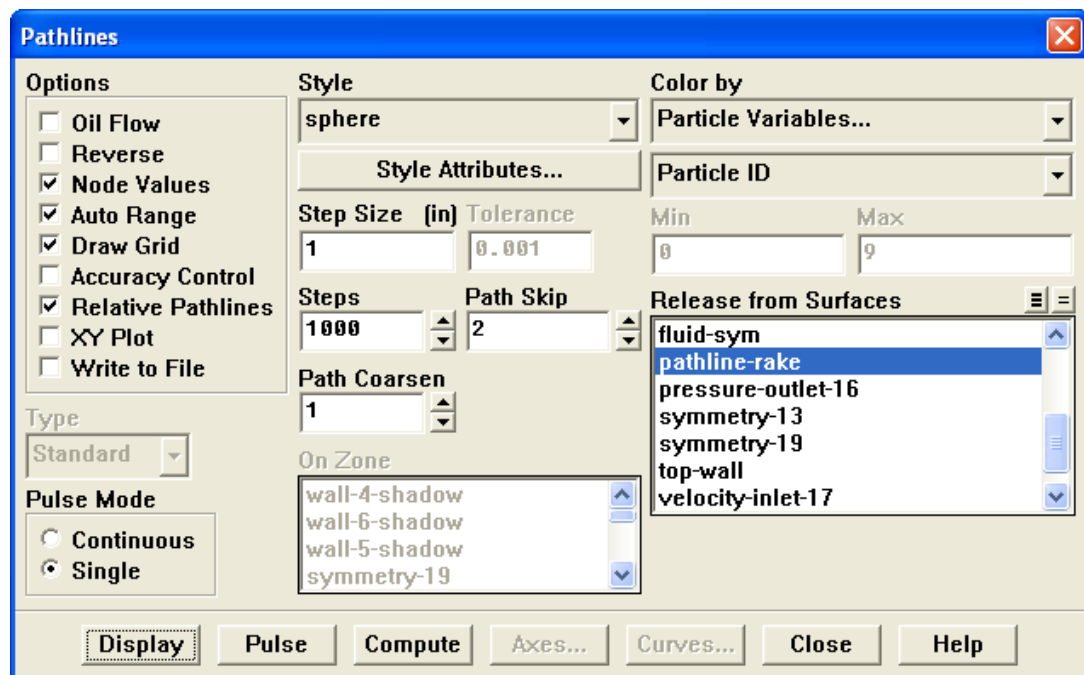 Pathlines
Options
Oil Flow
Reverse
Node Values
Auto Range
Draw Grid
Accuracy Control
Relative Pathlines
XY Plot
Write to File
Type
Standard
Pulse Mode
Continuous
Single
Style
sphere
Style Attributes...
Step Size (in) Tolerance
1 0.001
Steps Path Skip
1000 2
Path Coarsen
1
On Zone
wall-4-shadow
wall-6-shadow
wall-5-shadow
symmetry-19
Color by
Particle Variables...
Particle ID
Min Max
0 9
Release from Surfaces
fluid-sym
pathline-rake
pressure-outlet-16
symmetry-13
symmetry-19
top-wall
velocity-inlet-17
Display Pulse Compute Axes... Curves... Close Help